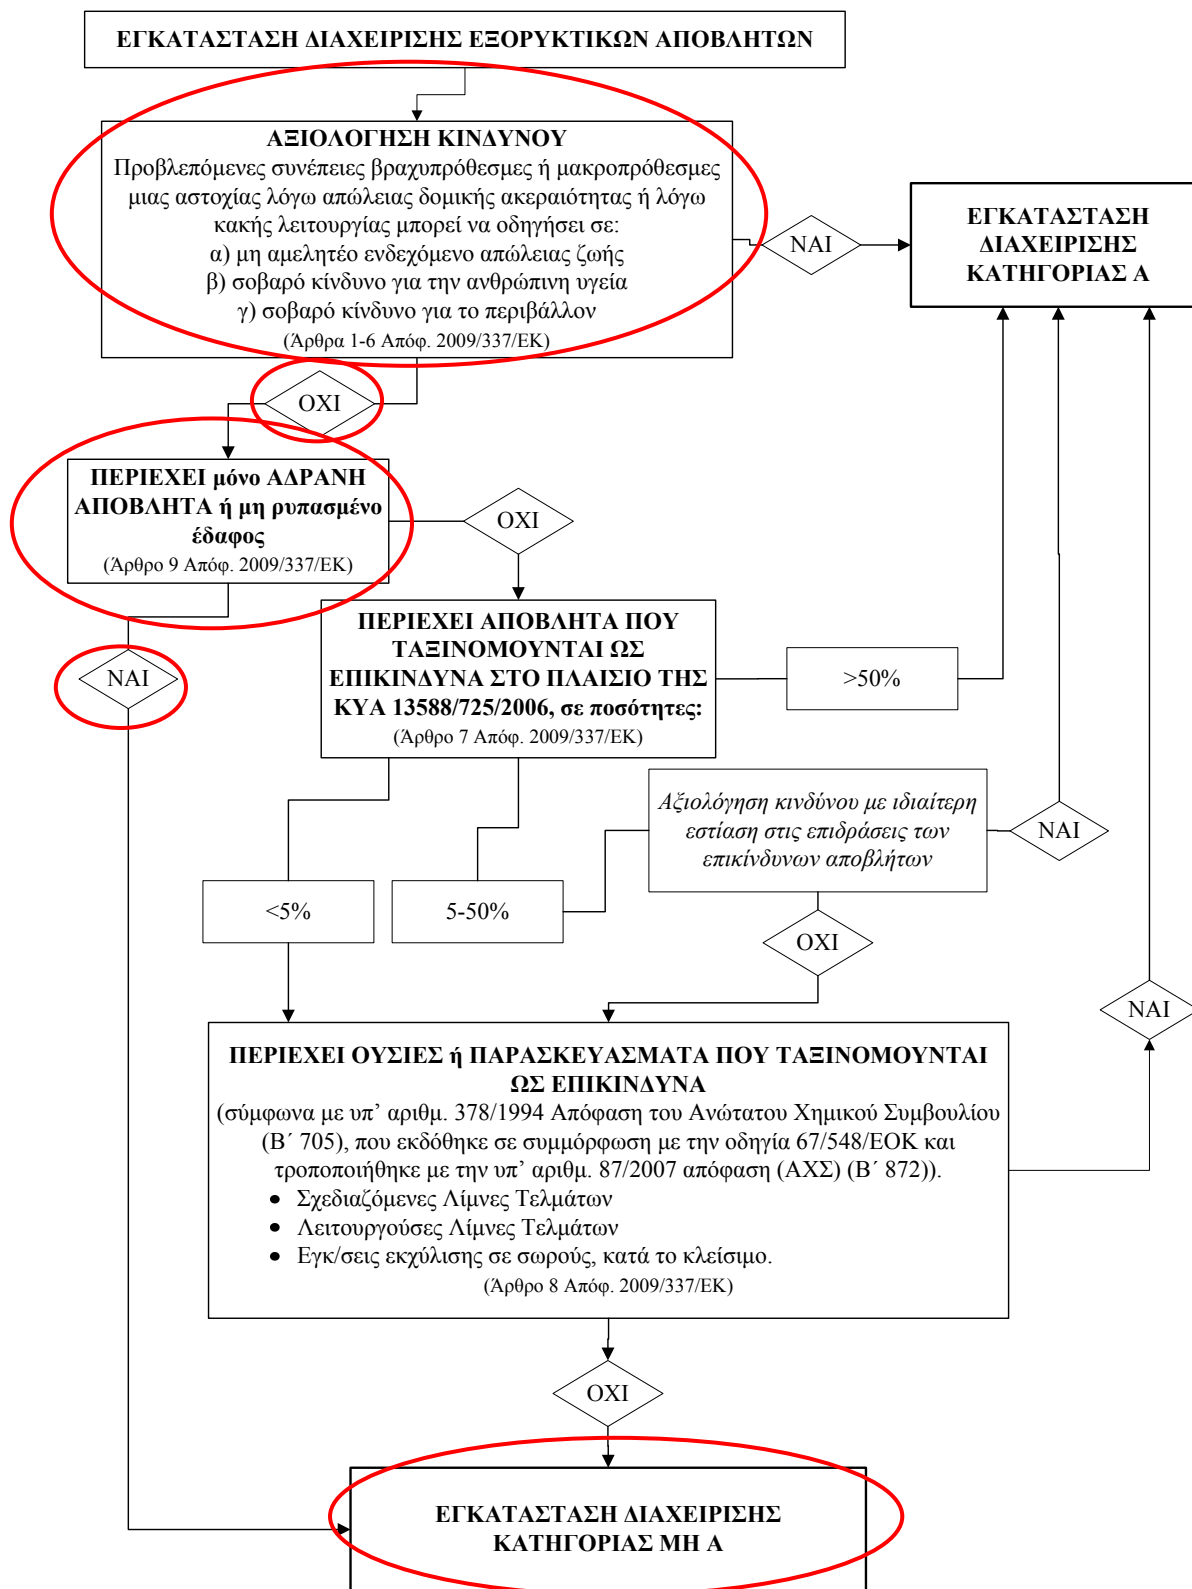 ΕΓΚΑΤΑΣΤΑΣΗ ΔΙΑΧΕΙΡΙΣΗΣ ΕΞΟΡΥΚΤΙΚΩΝ ΑΠΟΒΛΗΤΩΝ
ΑΞΙΟΛΟΓΗΣΗ ΚΙΝΔΥΝΟΥ
Προβλεπόμενες συνέπειες βραχυπρόθεσμες ή μακροπρόθεσμες
μιας αστοχίας λόγω απώλειας δομικής ακεραιότητας ή λόγω
κακής λειτουργίας μπορεί να οδηγήσει σε:
α) μη αμελητέο ενδεχόμενο απώλειας ζωής
β) σοβαρό κίνδυνο για την ανθρώπινη υγεία
γ) σοβαρό κίνδυνο για το περιβάλλον
(Άρθρα 1-6 Απόφ. 2009/337/ΕΚ)
ΝΑΙ
ΕΓΚΑΤΑΣΤΑΣΗ
ΔΙΑΧΕΙΡΙΣΗΣ
ΚΑΤΗΓΟΡΙΑΣ Α
ΟΧΙ
ΠΕΡΙΕΧΕΙ μόνο ΑΔΡΑΝΗ
ΑΠΟΒΛΗΤΑ ή μη ρυπασμένο
έδαφος
(Άρθρο 9 Απόφ. 2009/337/ΕΚ)
ΟΧΙ
ΝΑΙ
ΠΕΡΙΕΧΕΙ ΑΠΟΒΛΗΤΑ ΠΟΥ
ΤΑΞΙΝΟΜΟΥΝΤΑΙ ΩΣ
ΕΠΙΚΙΝΔΥΝΑ ΣΤΟ ΠΛΑΙΣΙΟ ΤΗΣ
ΚΥΑ 13588/725/2006, σε ποσότητες:
(Άρθρο 7 Απόφ. 2009/337/ΕΚ)
>50%
Αξιολόγηση κινδύνου με ιδιαίτερη
εστίαση στις επιδράσεις των
επικίνδυνων αποβλήτων
ΝΑΙ
<5%
5-50%
ΟΧΙ
ΝΑΙ
ΠΕΡΙΕΧΕΙ ΟΥΣΙΕΣ ή ΠΑΡΑΣΚΕΥΑΣΜΑΤΑ ΠΟΥ ΤΑΞΙΝΟΜΟΥΝΤΑΙ
ΩΣ ΕΠΙΚΙΝΔΥΝΑ
(σύμφωνα με υπ’ αριθμ. 378/1994 Απόφαση του Ανώτατου Χημικού Συμβουλίου
(Β΄ 705), που εκδόθηκε σε συμμόρφωση με την οδηγία 67/548/ΕΟΚ και
τροποποιήθηκε με την υπ’ αριθμ. 87/2007 απόφαση (ΑΧΣ) (Β΄ 872)).
• Σχεδιαζόμενες Λίμνες Τελμάτων
• Λειτουργούσες Λίμνες Τελμάτων
• Εγκ/σεις εκχύλισης σε σωρούς, κατά το κλείσιμο.
(Άρθρο 8 Απόφ. 2009/337/ΕΚ)
ΟΧΙ
ΕΓΚΑΤΑΣΤΑΣΗ ΔΙΑΧΕΙΡΙΣΗΣ
ΚΑΤΗΓΟΡΙΑΣ ΜΗ Α